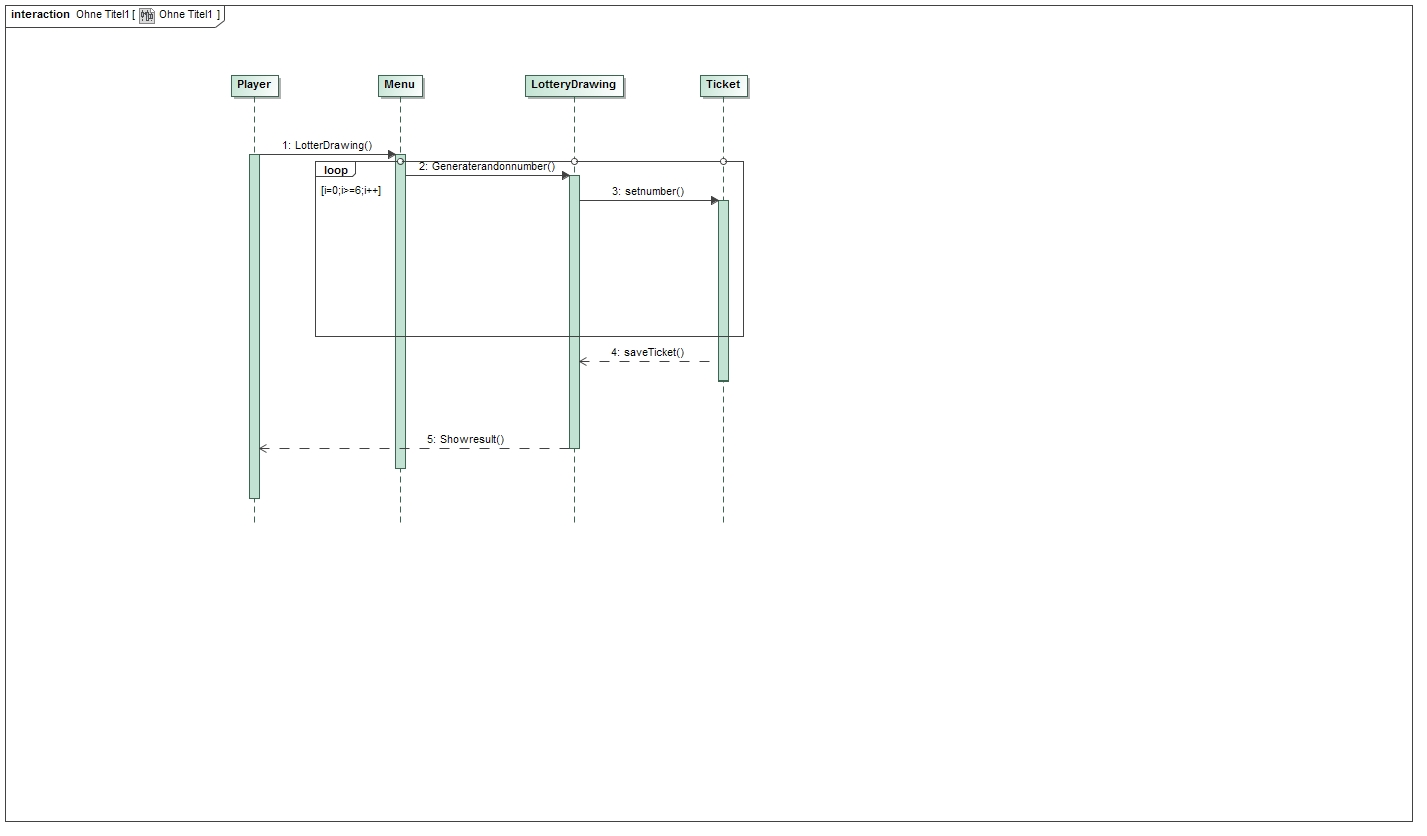 interaction Ohne Titel1 [ Ohne Titel1 ]
Player Menu LotteryDrawing Ticket
1: LotterDrawing()
loop
2: Generaterandonnumber()
[i=0;i>=6;i++]
3: setnumber()
4: saveTicket()
5: Showresult()